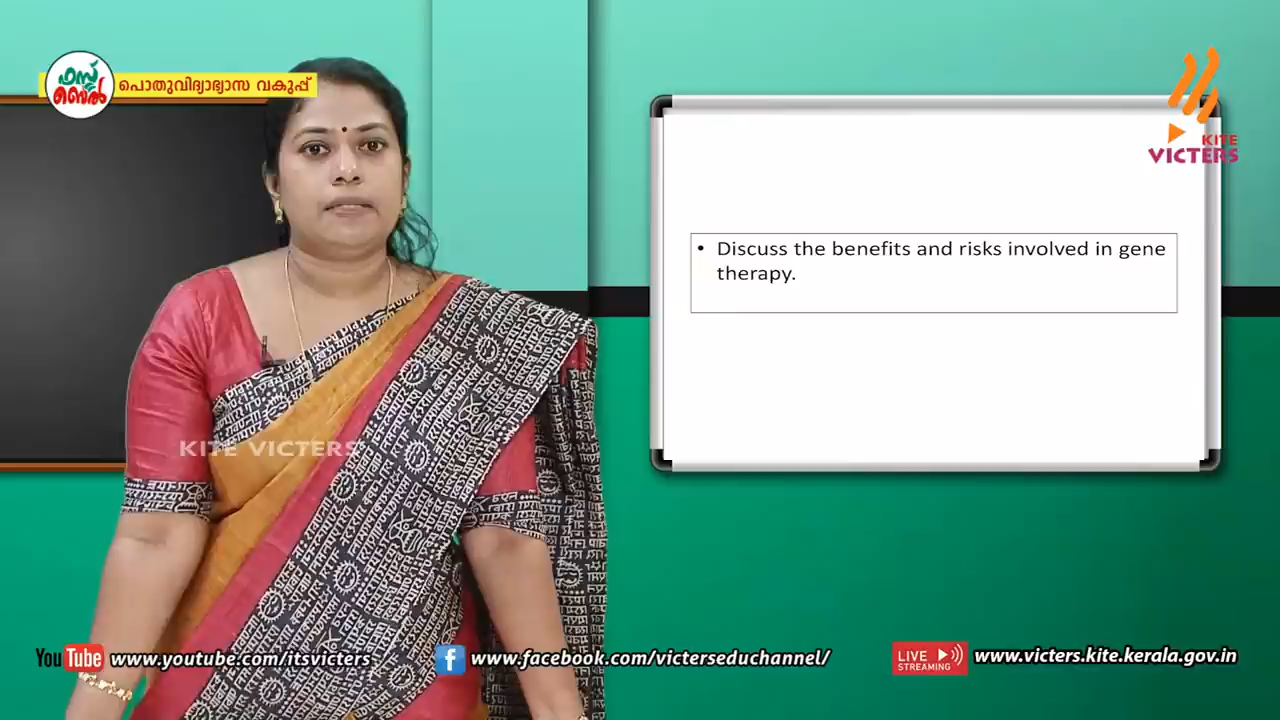 ഫസ്റ്റ്
ബെൽ
പൊതുവിദ്യാഭ്യാസ വകുപ്പ്
KITE
VICTERS
• Discuss the benefits and risks involved in gene
therapy.
KITE VICTERS
YouTube www.youtube.com/itsvicters
f www.facebook.com/victerseduchannel/
LIVE
STREAMING
www.victers.kite.kerala.gov.in